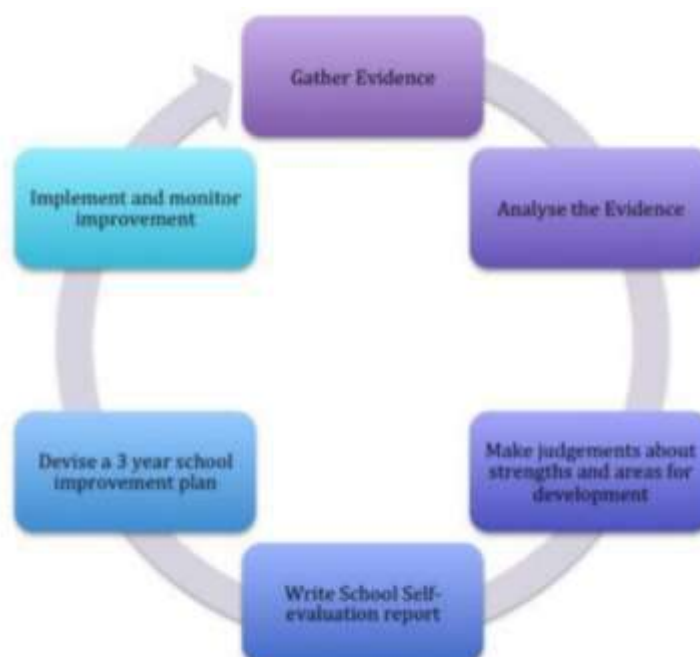 Gather Evidence
Analyse the Evidence
Make judgements about
strengths and areas for
development
Write School Self-
evaluation report
Devise a 3 year school
improvement plan
Implement and monitor
improvement